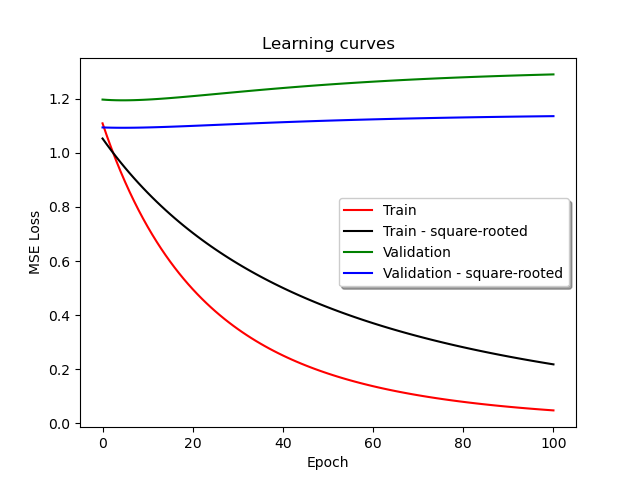 Learning curves
MSE Loss
1.2
1.0
0.8
0.6
0.4
0.2
0.0
Train
Train - square-rooted
Validation
Validation - square-rooted
0 20 40 60 80 100
Epoch